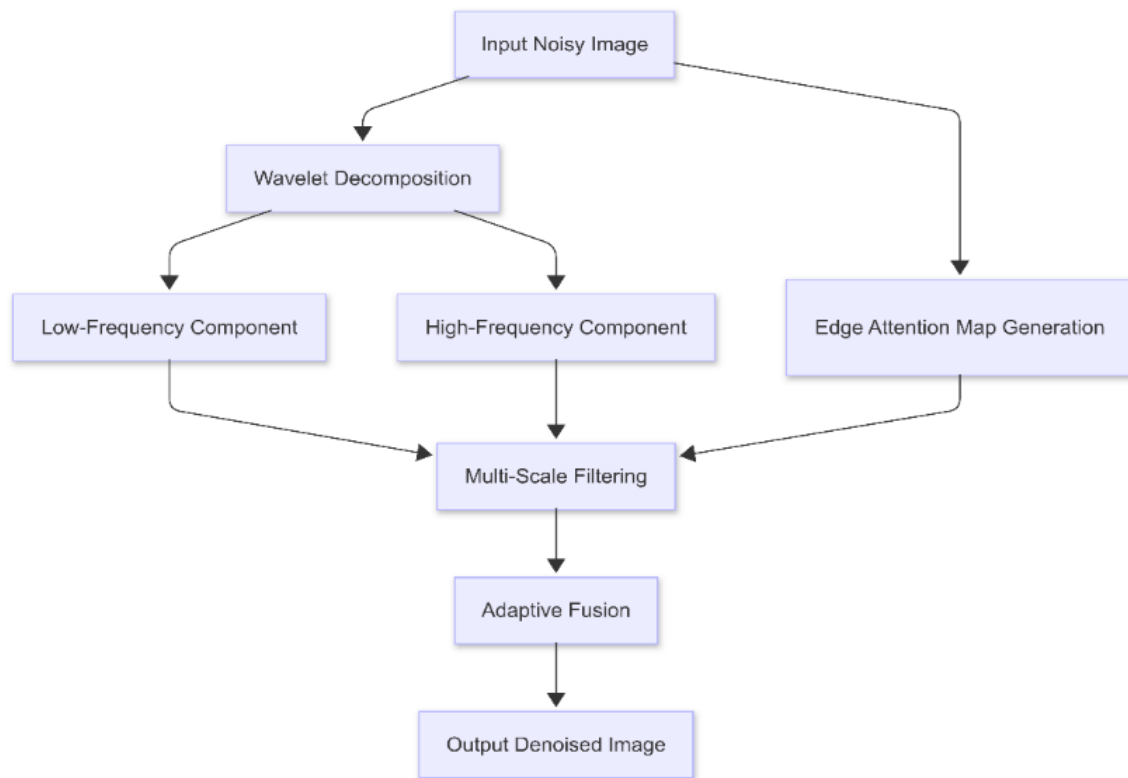 Input Noisy Image
Wavelet Decomposition
Low-Frequency Component
High-Frequency Component
Edge Attention Map Generation
Multi-Scale Filtering
Adaptive Fusion
Output Denoised Image